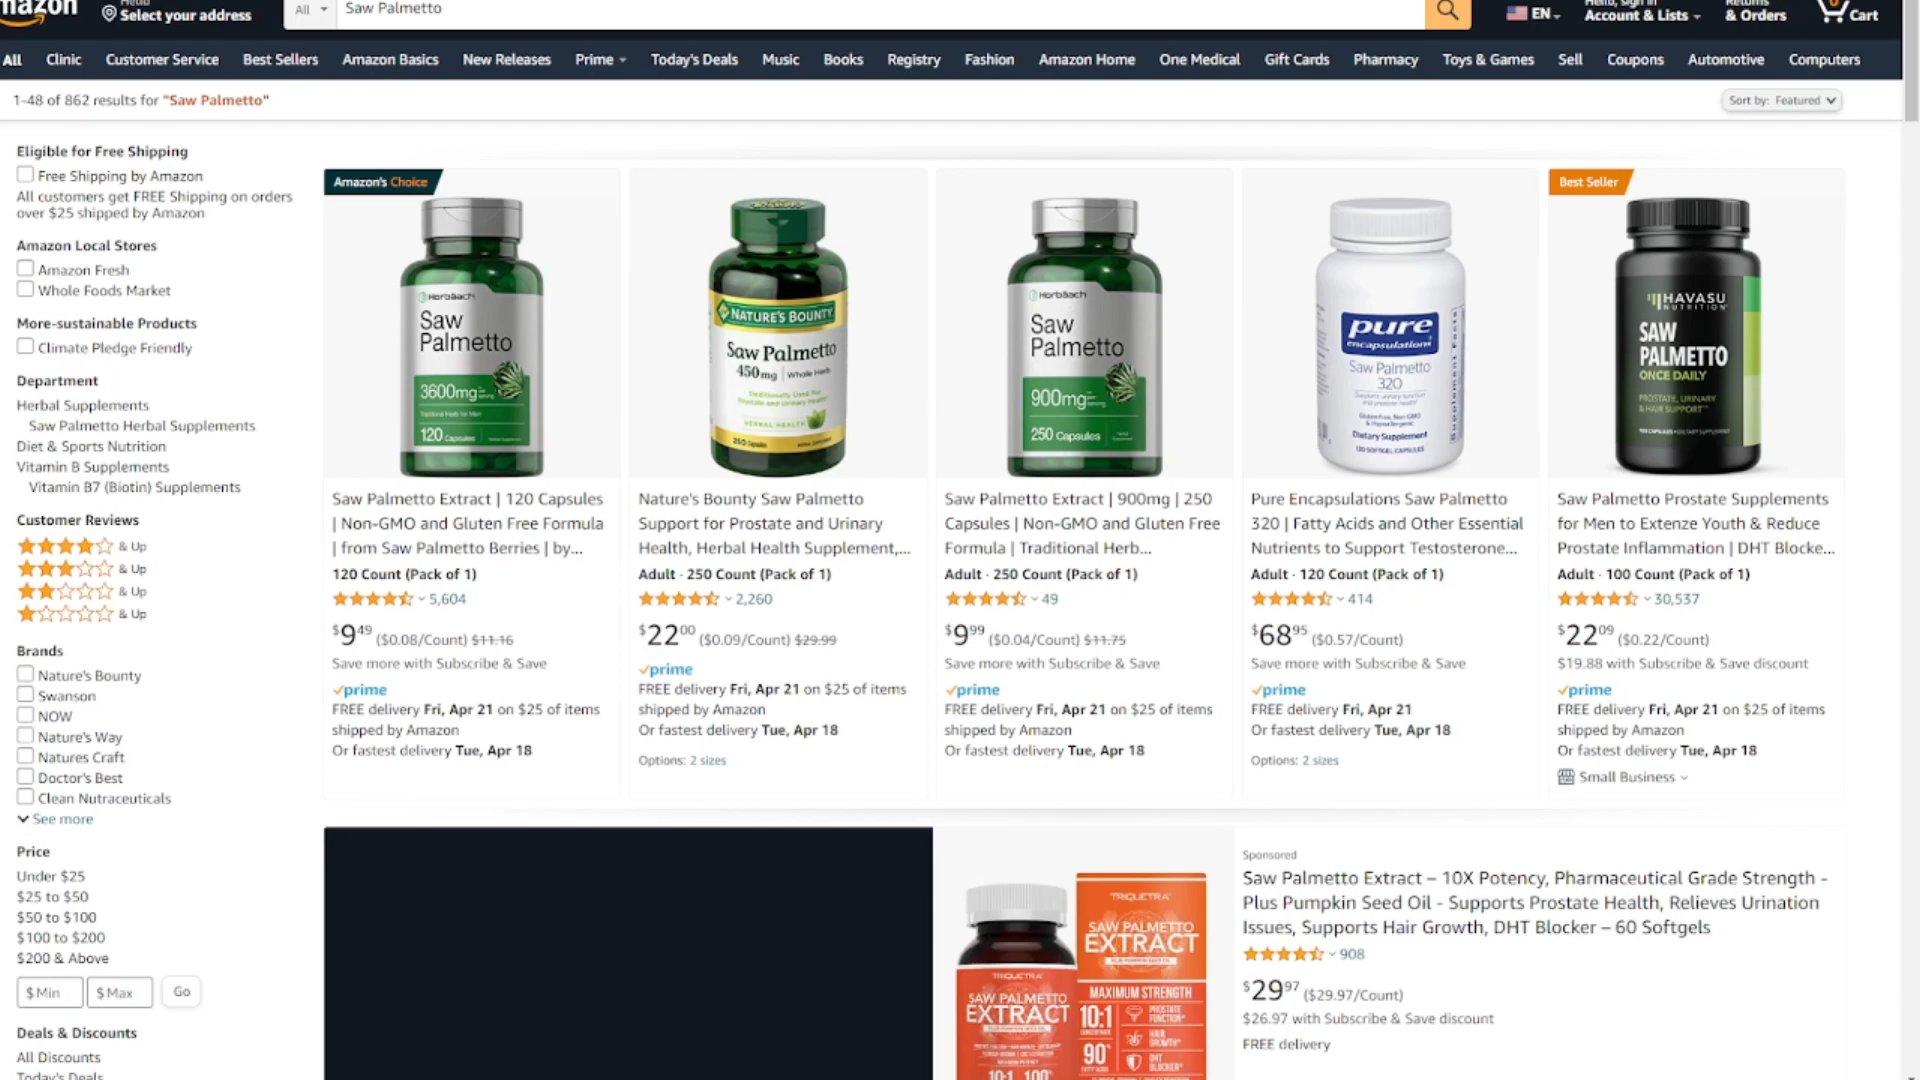 mazon
Hello
Select your address
All
Saw Palmetto
EN
Hello, sign in
Account & Lists
Returns
& Orders
0
Cart
All
Clinic
Customer Service
Best Sellers
Amazon Basics
New Releases
Prime
Today's Deals
Music
Books
Registry
Fashion
Amazon Home
One Medical
Gift Cards
Pharmacy
Toys & Games
Sell
Coupons
Automotive
Computers
1-48 of 862 results for "Saw Palmetto"
Sort by: Featured
Eligible for Free Shipping
Free Shipping by Amazon
All customers get FREE Shipping on orders
over $25 shipped by Amazon
Amazon Local Stores
Amazon Fresh
Whole Foods Market
More-sustainable Products
Climate Pledge Friendly
Department
Herbal Supplements
Saw Palmetto Herbal Supplements
Diet & Sports Nutrition
Vitamin B Supplements
Vitamin B7 (Biotin) Supplements
Customer Reviews
& Up
& Up
& Up
& Up
Brands
Nature's Bounty
Swanson
NOW
Nature's Way
Natures Craft
Doctor's Best
Clean Nutraceuticals
See more
Price
Under $25
$25 to $50
$50 to $100
$100 to $200
$200 & Above
$ Min
$ Max
Go
Deals & Discounts
All Discounts
Today's Deals
Amazon's Choice
Horbaach
Saw
Palmetto
3600mg
Traditional Herb for Men
120 Capsules
Saw Palmetto Extract | 120 Capsules
| Non-GMO and Gluten Free Formula
| from Saw Palmetto Berries | by...
120 Count (Pack of 1)
5,604
$9.49 ($0.08/Count) $11.16
Save more with Subscribe & Save
prime
FREE delivery Fri, Apr 21 on $25 of items
shipped by Amazon
Or fastest delivery Tue, Apr 18
NATURE'S BOUNTY
Saw Palmetto
450mg | Whole Herb
Traditionally Used For
Prostate and Urinary Health
HERBAL HEALTH
250 Capsules
Nature's Bounty Saw Palmetto
Support for Prostate and Urinary
Health, Herbal Health Supplement,...
Adult · 250 Count (Pack of 1)
2,260
$22.00 ($0.09/Count) $29.99
prime
FREE delivery Fri, Apr 21 on $25 of items
shipped by Amazon
Or fastest delivery Tue, Apr 18
Options: 2 sizes
Horbaach
Saw
Palmetto
900mg
250 Capsules
Saw Palmetto Extract | 900mg | 250
Capsules | Non-GMO and Gluten Free
Formula | Traditional Herb...
Adult · 250 Count (Pack of 1)
49
$9.99 ($0.04/Count) $11.75
Save more with Subscribe & Save
prime
FREE delivery Fri, Apr 21 on $25 of items
shipped by Amazon
Or fastest delivery Tue, Apr 18
pure
encapsulations
Saw Palmetto
320
Supports urinary function
and prostate health
Gluten-Free, Non-GMO
& Hypoallergenic
Dietary Supplement
120 SOFTGEL CAPSULES
Supplement Facts
Pure Encapsulations Saw Palmetto
320 | Fatty Acids and Other Essential
Nutrients to Support Testosterone...
Adult · 120 Count (Pack of 1)
414
$68.95 ($0.57/Count)
Save more with Subscribe & Save
prime
FREE delivery Fri, Apr 21
Or fastest delivery Tue, Apr 18
Options: 2 sizes
Best Seller
HAVASU
NUTRITION
SAW
PALMETTO
ONCE DAILY
PROSTATE, URINARY
& HAIR SUPPORT
100 CAPSULES • DIETARY SUPPLEMENT
Saw Palmetto Prostate Supplements
for Men to Extenze Youth & Reduce
Prostate Inflammation | DHT Blocke...
Adult · 100 Count (Pack of 1)
30,537
$22.09 ($0.22/Count)
$19.88 with Subscribe & Save discount
prime
FREE delivery Fri, Apr 21 on $25 of items
shipped by Amazon
Or fastest delivery Tue, Apr 18
Small Business
TRIQUETRA
SAW PALMETTO
EXTRACT
PLUS PUMPKIN SEED OIL
10:1 100%
TRIQUETRA
SAW PALMETTO
EXTRACT
PLUS PUMPKIN SEED OIL
MAXIMUM STRENGTH
10:1
PROSTATE
FUNCTION
HAIR
GROWTH
90%
FATTY ACIDS
DHT
BLOCKER
Sponsored
Saw Palmetto Extract – 10X Potency, Pharmaceutical Grade Strength -
Plus Pumpkin Seed Oil - Supports Prostate Health, Relieves Urination
Issues, Supports Hair Growth, DHT Blocker – 60 Softgels
908
$29.97 ($29.97/Count)
$26.97 with Subscribe & Save discount
FREE delivery